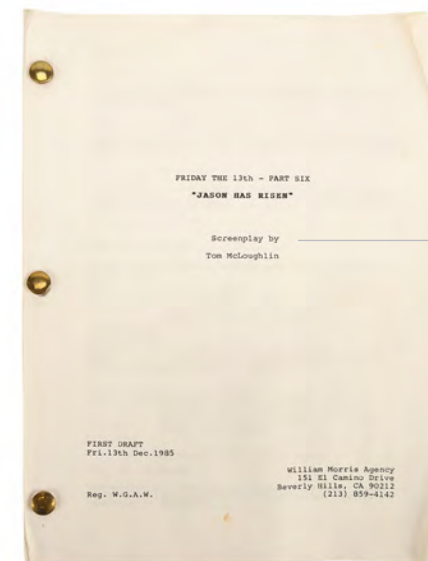 FRIDAY THE 13th - PART SIX
"JASON HAS RISEN"
Screenplay by
Tom McLoughlin
FIRST DRAFT
Fri.13th Dec.1985
William Morris Agency
151 El Camino Drive
Beverly Hills, CA 90212
Reg. W.G.A.W.
(213) 859-4142